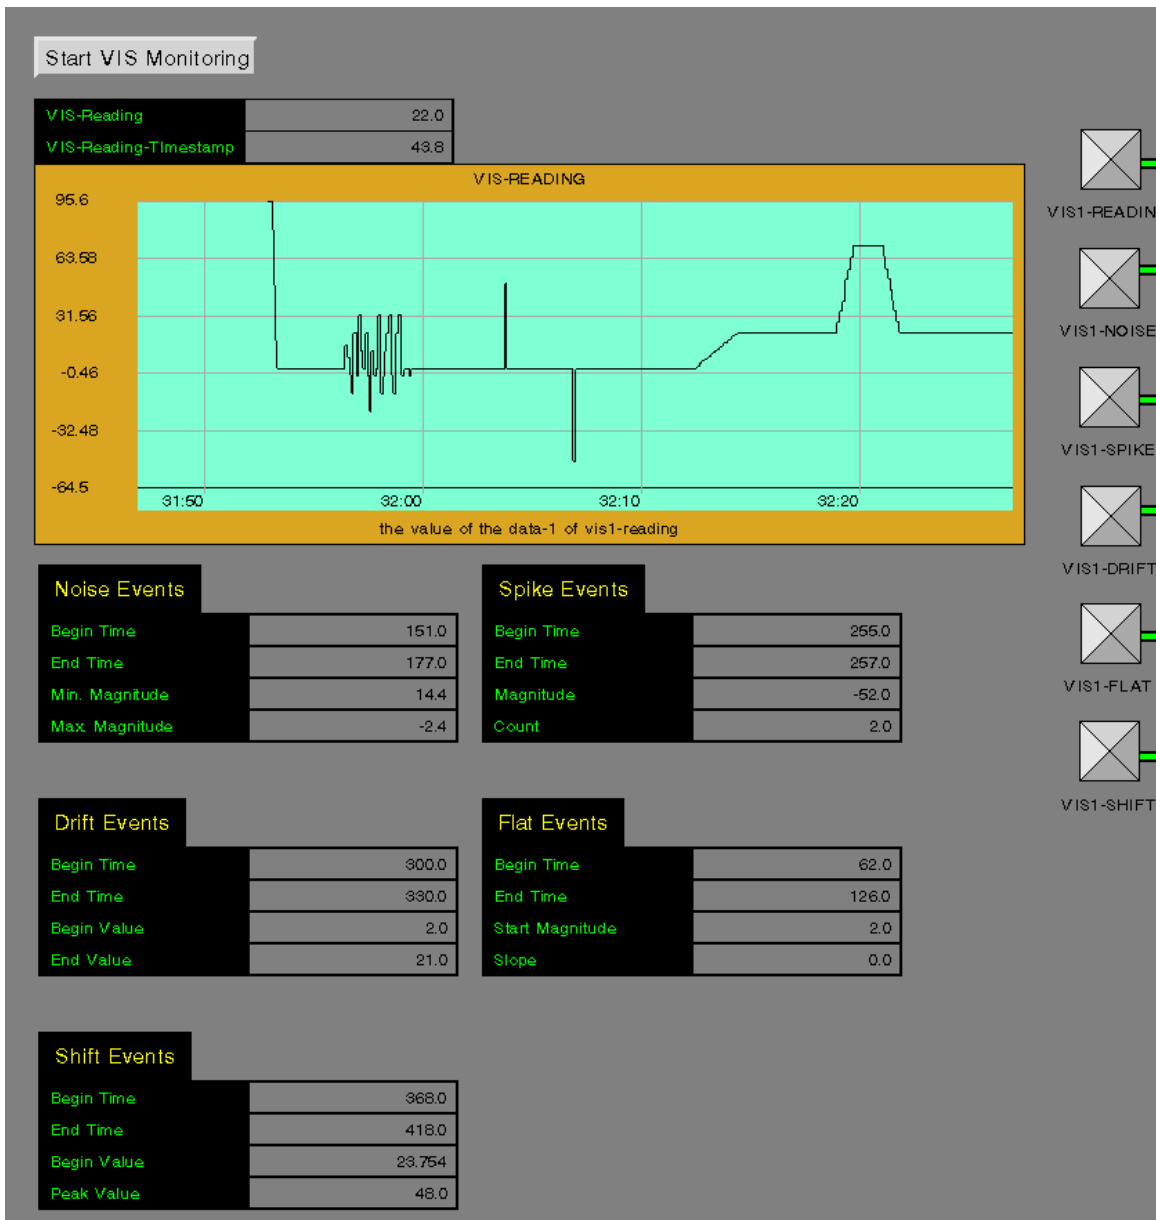 Start VIS Monitoring
VIS-Reading 22.0
VIS-Reading-TImestamp 43.8
VIS-READING
95.6
63.58
31.56
-0.46
-32.48
-64.5
31:50 32:00 32:10 32:20
the value of the data-1 of vis1-reading
VIS1-READIN
VIS1-NOISE
VIS1-SPIKE
VIS1-DRIFT
VIS1-FLAT
VIS1-SHIFT
Noise Events
Begin Time 151.0
End Time 177.0
Min. Magnitude 14.4
Max. Magnitude -2.4
Spike Events
Begin Time 255.0
End Time 257.0
Magnitude -52.0
Count 2.0
Drift Events
Begin Time 300.0
End Time 330.0
Begin Value 2.0
End Value 21.0
Flat Events
Begin Time 62.0
End Time 126.0
Start Magnitude 2.0
Slope 0.0
Shift Events
Begin Time 368.0
End Time 418.0
Begin Value 23.754
Peak Value 48.0